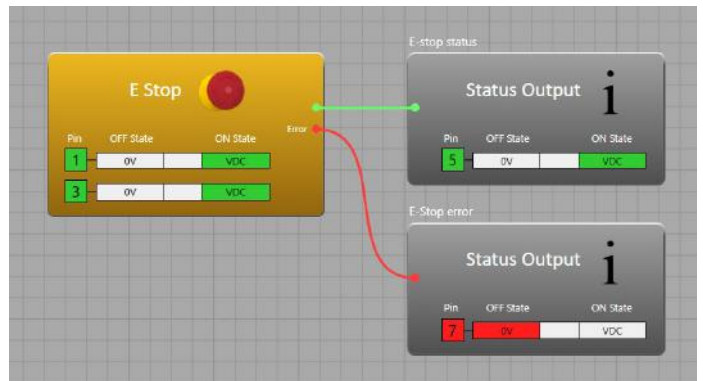 E-stop status
E Stop
Status Output
i
Error
Pin OFF State ON State
1 0V VDC
3 0V VDC
Pin OFF State ON State
5 0V VDC
E-Stop error
Status Output
i
Pin OFF State ON State
7 0V VDC